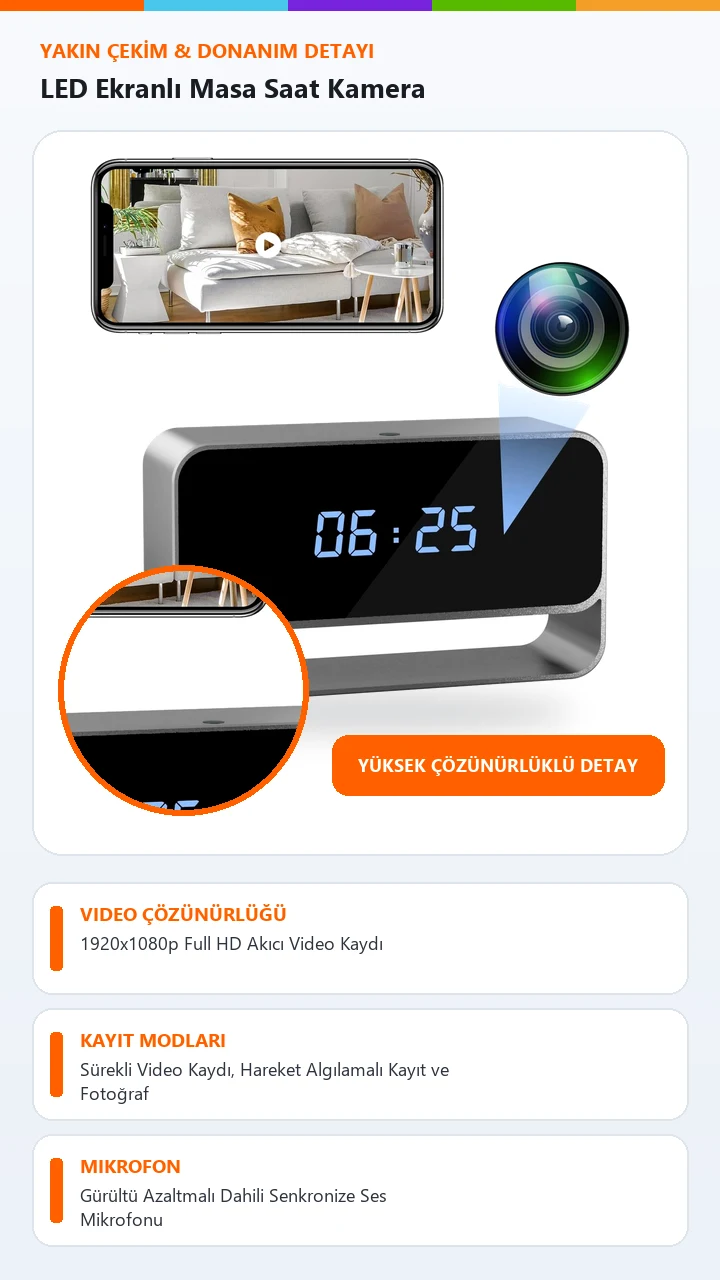 YAKIN ÇEKİM & DONANIM DETAYI
LED Ekranlı Masa Saat Kamera
06:25
YÜKSEK ÇÖZÜNÜRLÜKLÜ DETAY
VIDEO ÇÖZÜNÜRLÜĞÜ
1920x1080p Full HD Akıcı Video Kaydı
KAYIT MODLARI
Sürekli Video Kaydı, Hareket Algılamalı Kayıt ve
Fotoğraf
MIKROFON
Gürültü Azaltmalı Dahili Senkronize Ses
Mikrofonu